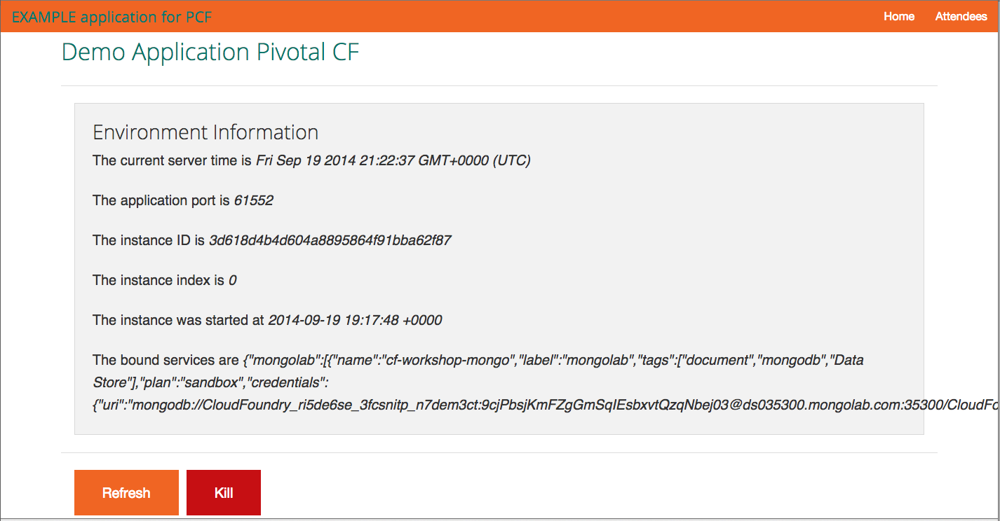 EXAMPLE application for PCF
Home Attendees
Demo Application Pivotal CF
Environment Information
The current server time is Fri Sep 19 2014 21:22:37 GMT+0000 (UTC)
The application port is 61552
The instance ID is 3d618d4b4d604a8895864f91bba62f87
The instance index is 0
The instance was started at 2014-09-19 19:17:48 +0000
The bound services are {"mongolab":[{"name":"cf-workshop-mongo","label":"mongolab","tags":["document","mongodb","Data
Store"],"plan":"sandbox","credentials":
{"uri":"mongodb://CloudFoundry_ri5de6se_3fcsnitp_n7dem3ct:9cjPbsjKmFZgGmSqIEsbxvtQzqNbej03@ds035300.mongolab.com:35300/CloudFo
Refresh Kill